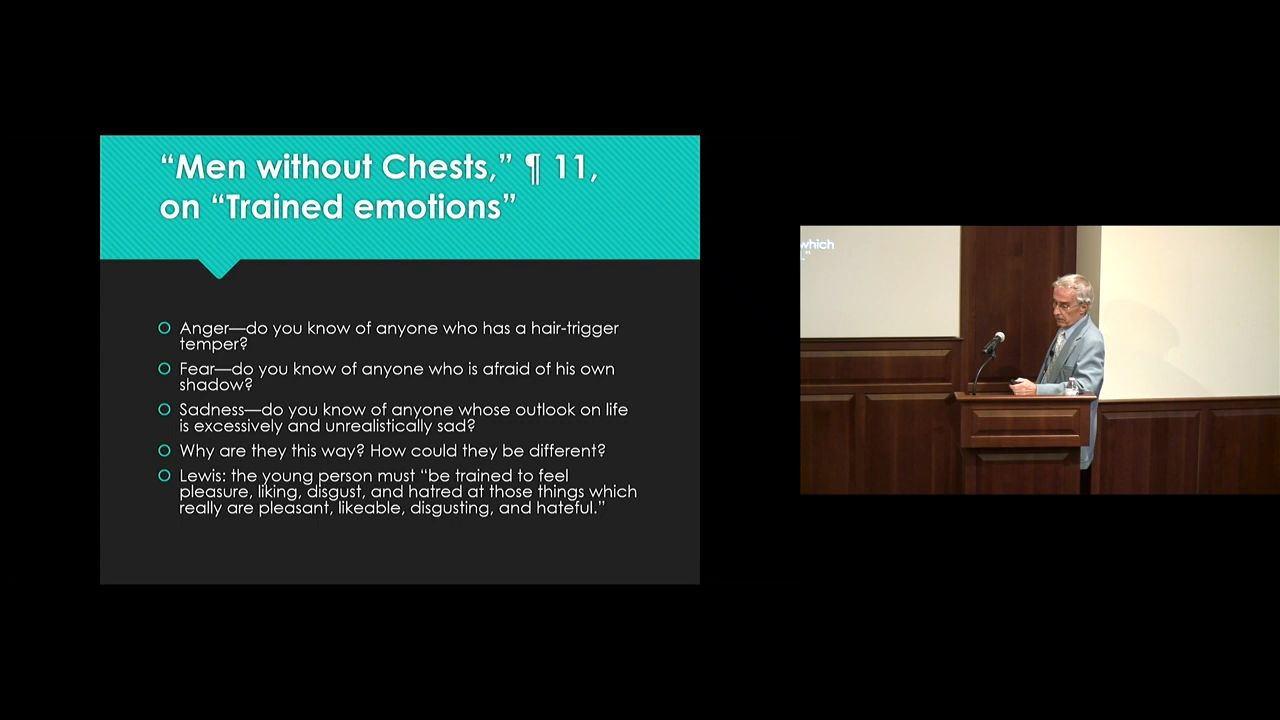 “Men without Chests,” ¶ 11,
on “Trained emotions”
Anger—do you know of anyone who has a hair-trigger
temper?
Fear—do you know of anyone who is afraid of his own
shadow?
Sadness—do you know of anyone whose outlook on life
is excessively and unrealistically sad?
Why are they this way? How could they be different?
Lewis: the young person must “be trained to feel
pleasure, liking, disgust, and hatred at those things which
really are pleasant, likeable, disgusting, and hateful.”
which
.”